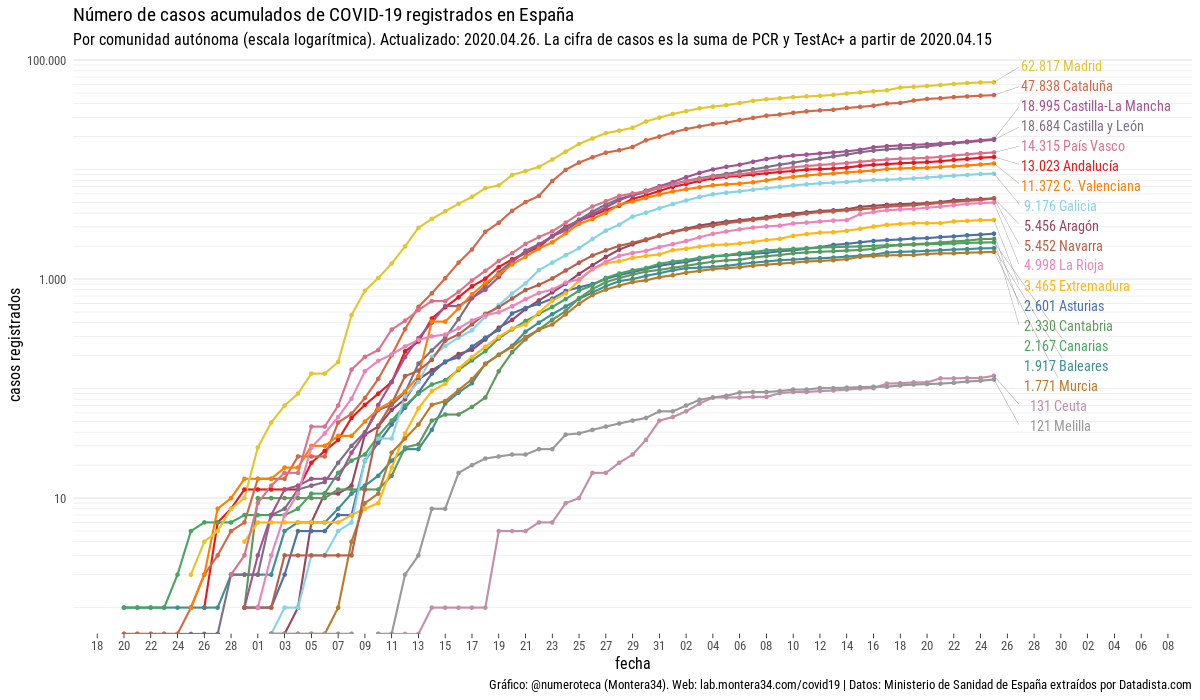 Número de casos acumulados de COVID-19 registrados en España
Por comunidad autónoma (escala logarítmica). Actualizado: 2020.04.26. La cifra de casos es la suma de PCR y TestAc+ a partir de 2020.04.15
100.000
1.000
10
casos registrados
62.817 Madrid
47.838 Cataluña
18.995 Castilla-La Mancha
18.684 Castilla y León
14.315 País Vasco
13.023 Andalucía
11.372 C. Valenciana
9.176 Galicia
5.456 Aragón
5.452 Navarra
4.998 La Rioja
3.465 Extremadura
2.601 Asturias
2.330 Cantabria
2.167 Canarias
1.917 Baleares
1.771 Murcia
131 Ceuta
121 Melilla
18 20 22 24 26 28 01 03 05 07 09 11 13 15 17 19 21 23 25 27 29 31 02 04 06 08 10 12 14 16 18 20 22 24 26 28 30 02 04 06 08
fecha
Gráfico: @numeroteca (Montera34). Web: lab.montera34.com/covid19 | Datos: Ministerio de Sanidad de España extraídos por Datadista.com